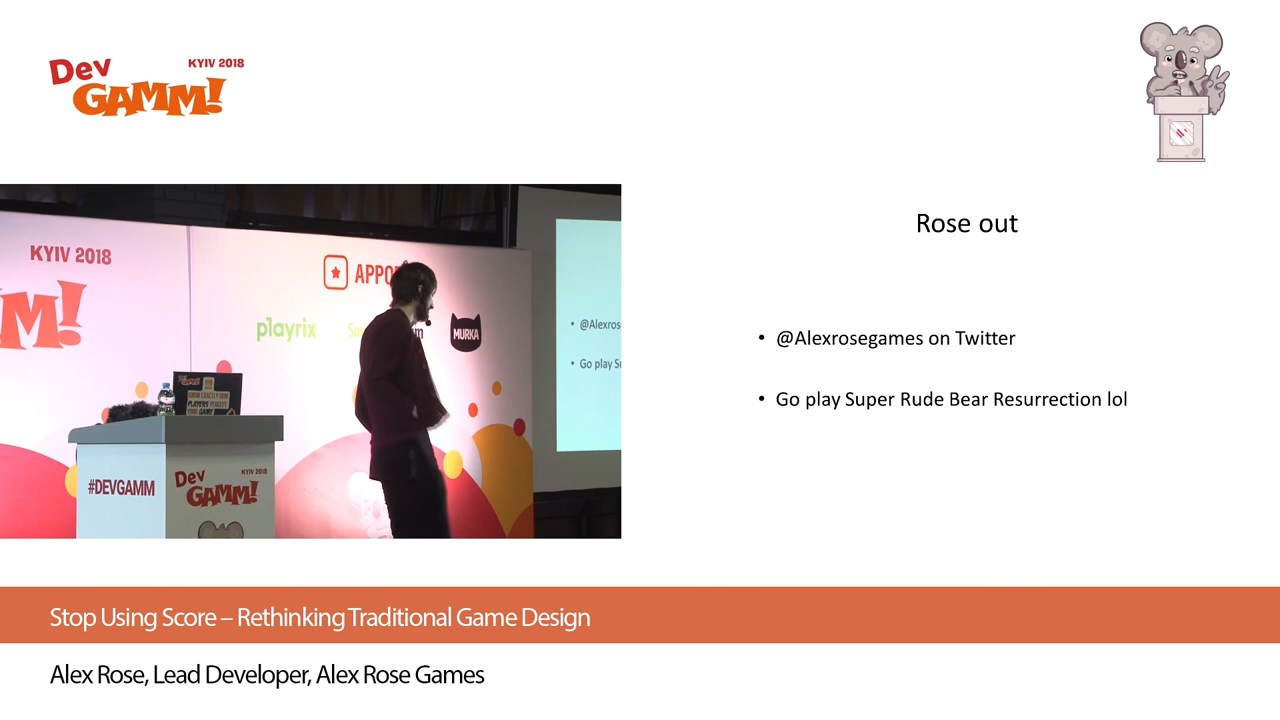 Dev
GAMM!
KYIV 2018
Rose out
• @Alexrosegames on Twitter
• Go play Super Rude Bear Resurrection lol
KYIV 2018
M!
playrix
MURKA
• @Alexros
• Go play Su
#DEVGAMM
Dev
GAMM!
KYIV 2018
Stop Using Score – Rethinking Traditional Game Design
Alex Rose, Lead Developer, Alex Rose Games